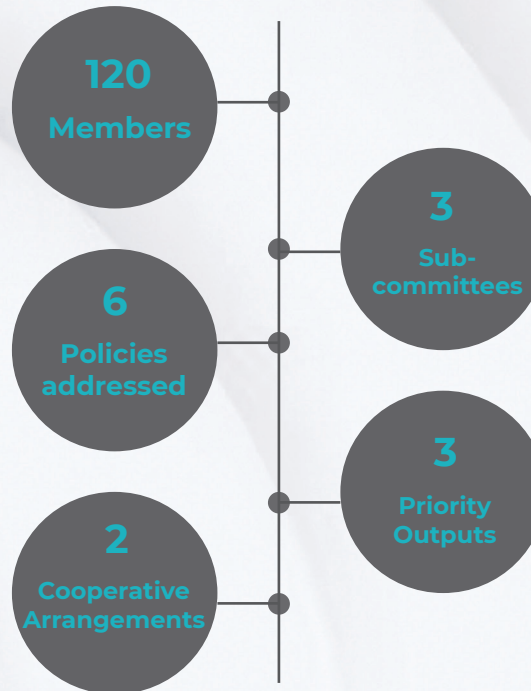 120
Members
3
Sub-
committees
6
Policies
addressed
3
Priority
Outputs
2
Cooperative
Arrangements